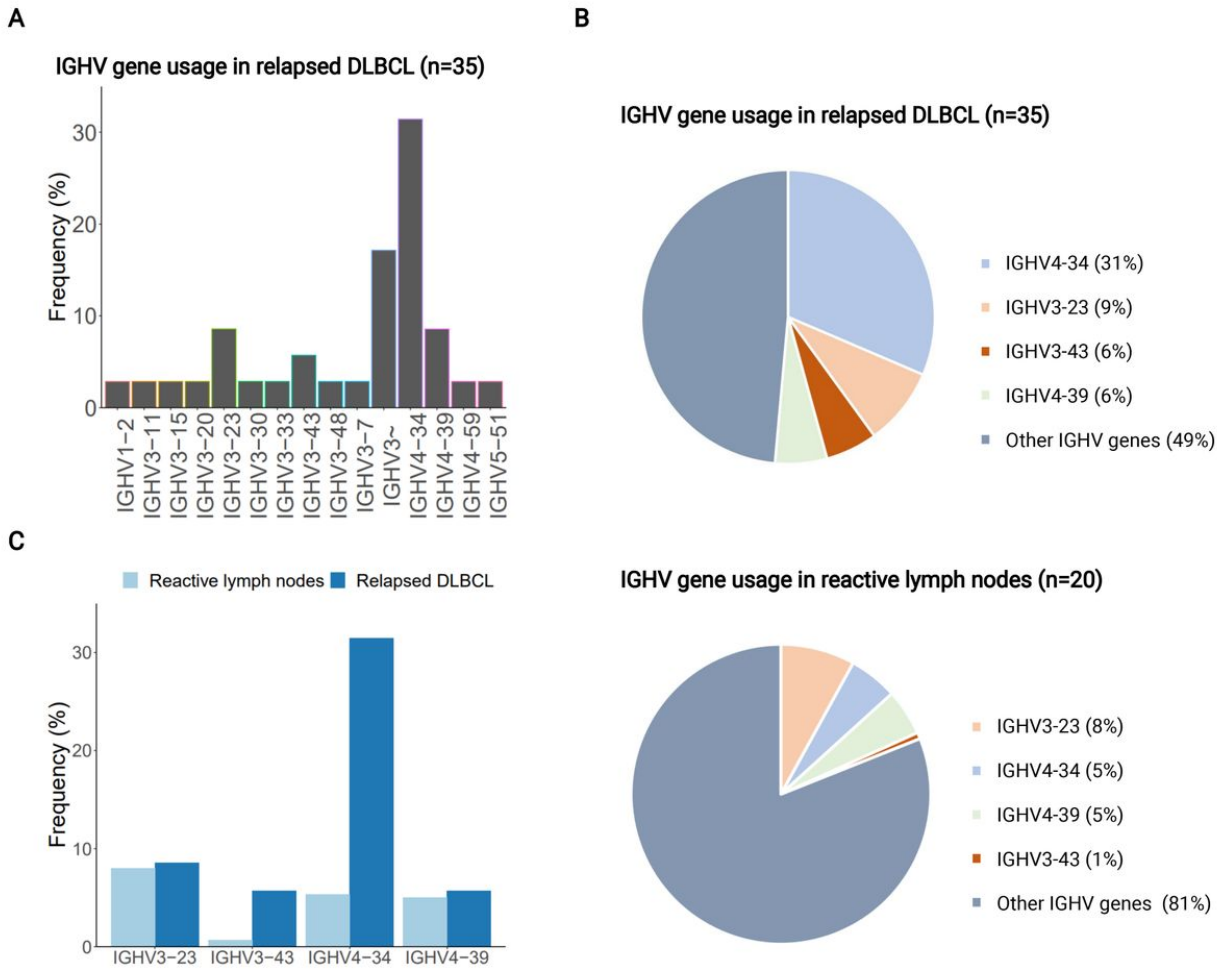 A
IGHV gene usage in relapsed DLBCL (n=35)
Frequency (%)
30
20
10
0
IGHV1−2
IGHV3−11
IGHV3−15
IGHV3−20
IGHV3−23
IGHV3−30
IGHV3−33
IGHV3−43
IGHV3−48
IGHV3−7
IGHV3~
IGHV4−34
IGHV4−39
IGHV4−59
IGHV5−51
B
IGHV gene usage in relapsed DLBCL (n=35)
IGHV4-34 (31%)
IGHV3-23 (9%)
IGHV3-43 (6%)
IGHV4-39 (6%)
Other IGHV genes (49%)
IGHV gene usage in reactive lymph nodes (n=20)
IGHV3-23 (8%)
IGHV4-34 (5%)
IGHV4-39 (5%)
IGHV3-43 (1%)
Other IGHV genes (81%)
C
Reactive lymph nodes Relapsed DLBCL
Frequency (%)
30
20
10
0
IGHV3−23 IGHV3−43 IGHV4−34 IGHV4−39